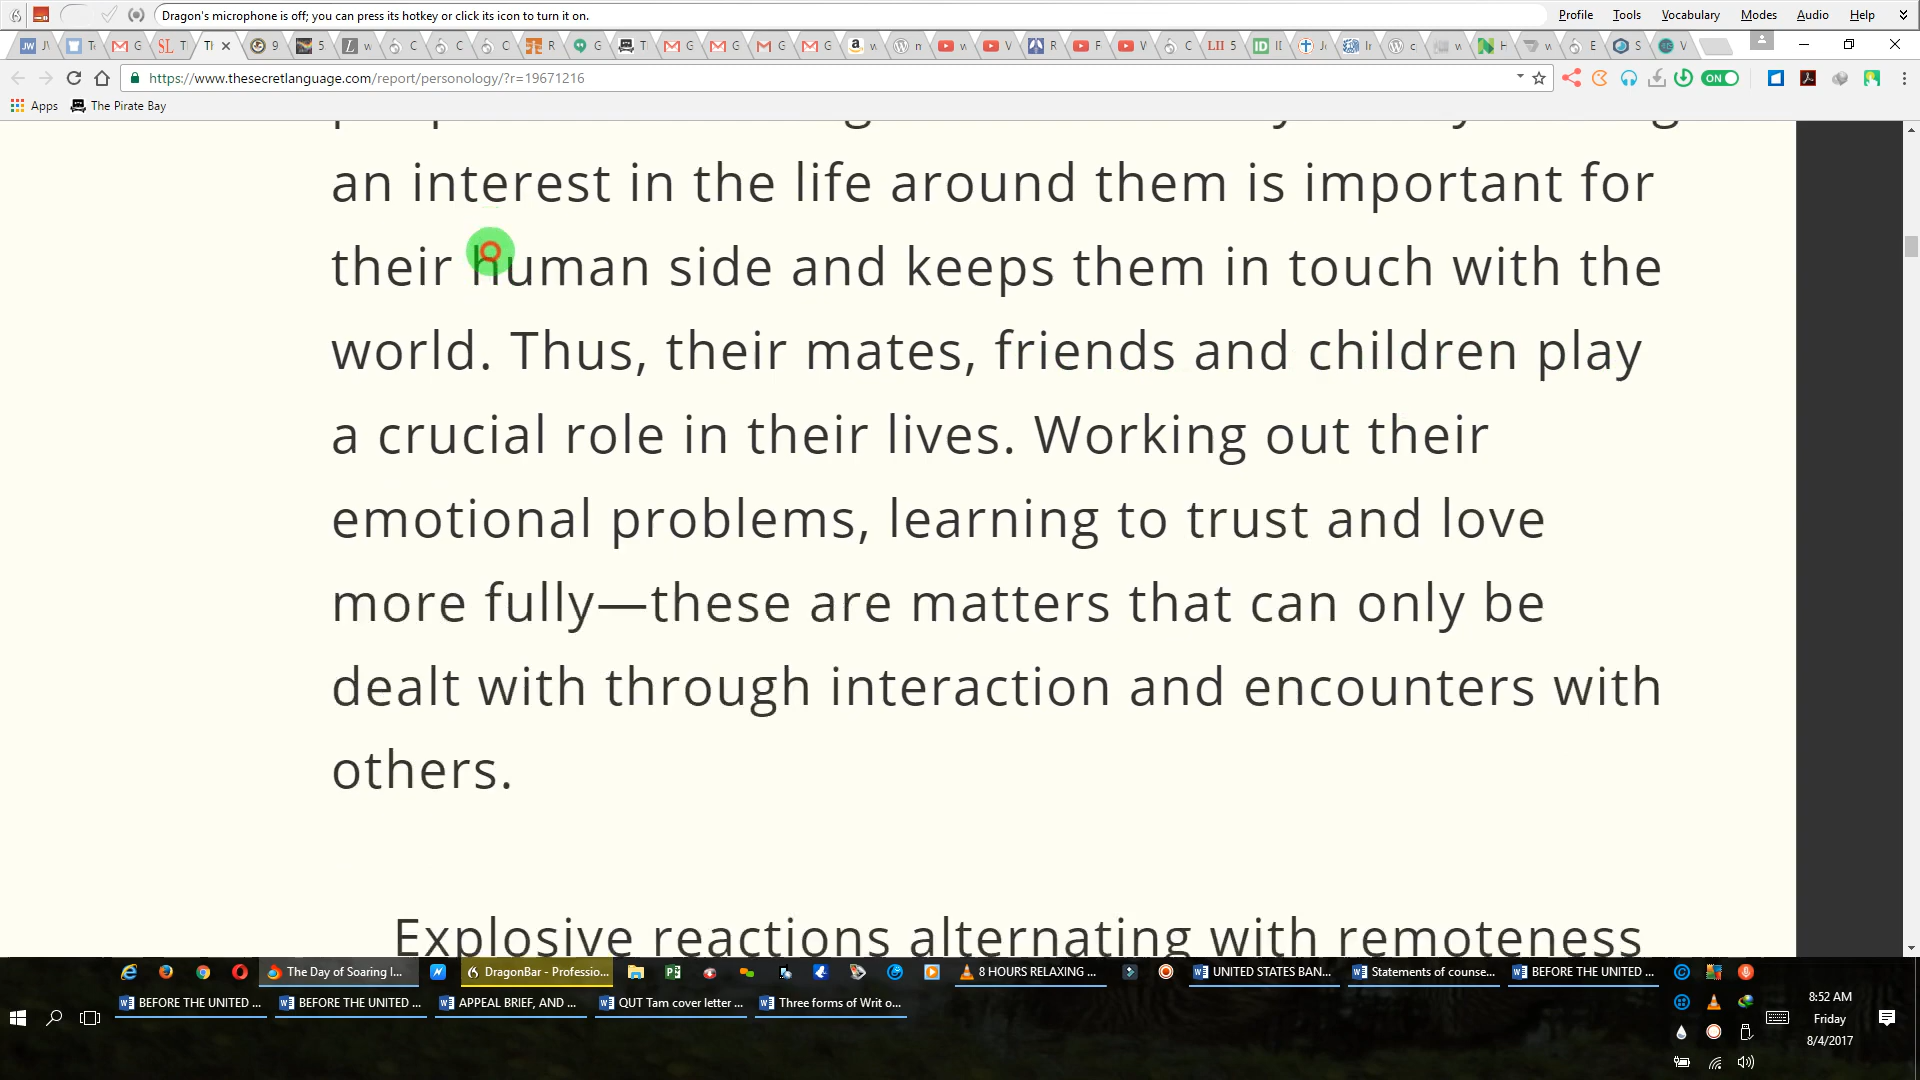 Dragon's microphone is off; you can press its hotkey or click its icon to turn it on.
Profile Tools Vocabulary Modes Audio Help
https://www.thesecretlanguage.com/report/personology/?r=19671216
ON
Apps The Pirate Bay
an interest in the life around them is important for
their human side and keeps them in touch with the
world. Thus, their mates, friends and children play
a crucial role in their lives. Working out their
emotional problems, learning to trust and love
more fully—these are matters that can only be
dealt with through interaction and encounters with
others.
Explosive reactions alternating with remoteness
The Day of Soaring I... DragonBar - Professio... 8 HOURS RELAXING ... UNITED STATES BAN... Statements of counse... BEFORE THE UNITED ...
BEFORE THE UNITED ... BEFORE THE UNITED ... APPEAL BRIEF, AND ... QUT Tam cover letter ... Three forms of Writ o...
8:52 AM
Friday
8/4/2017